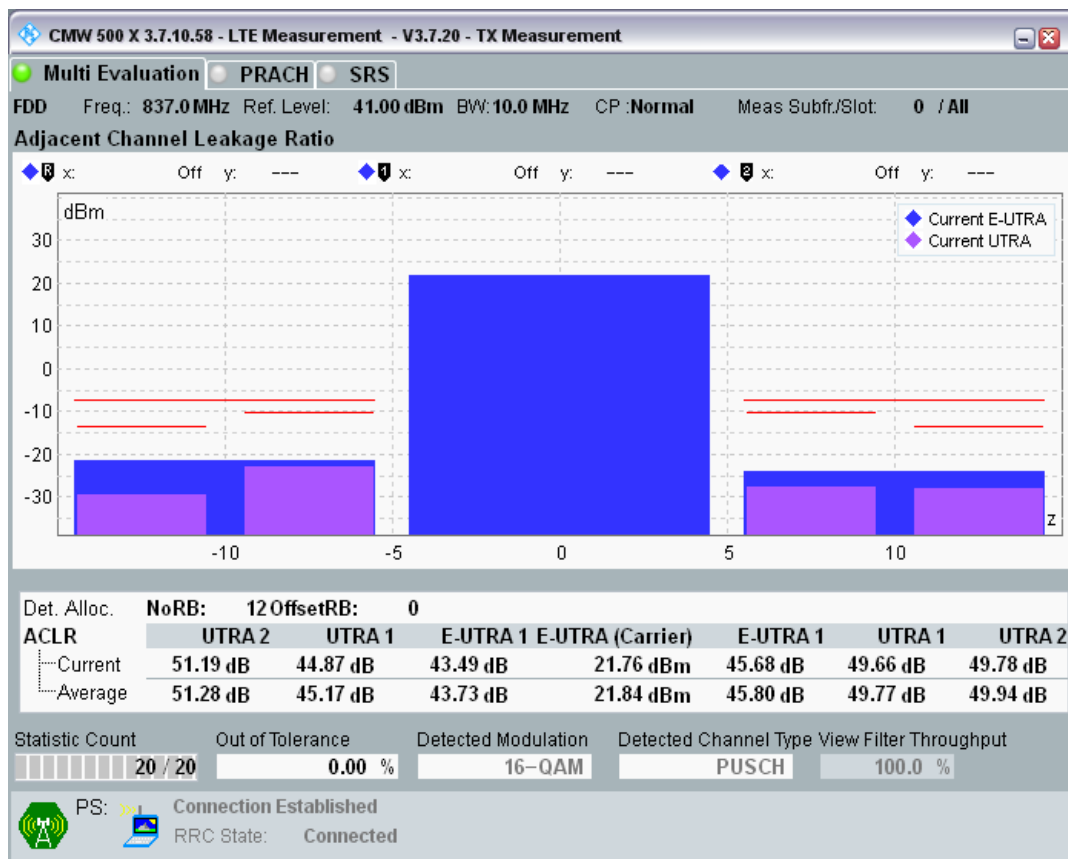 CMW 500 X 3.7.10.58 - LTE Measurement - V3.7.20 - TX Measurement
Multi Evaluation PRACH SRS
FDD Freq.: 837.0 MHz Ref. Level: 41.00 dBm BW: 10.0 MHz CP :Normal Meas Subfr./Slot: 0 / All
Adjacent Channel Leakage Ratio
R x: Off y: --- 1 x: Off y: --- 2 x: Off y: ---
dBm
Current E-UTRA
Current UTRA
30
20
10
0
-10
-20
-30
z
-10 -5 0 5 10
Det. Alloc. NoRB: 12 OffsetRB: 0
ACLR UTRA 2 UTRA 1 E-UTRA 1 E-UTRA (Carrier) E-UTRA 1 UTRA 1 UTRA 2
Current 51.19 dB 44.87 dB 43.49 dB 21.76 dBm 45.68 dB 49.66 dB 49.78 dB
Average 51.28 dB 45.17 dB 43.73 dB 21.84 dBm 45.80 dB 49.77 dB 49.94 dB
Statistic Count Out of Tolerance Detected Modulation Detected Channel Type View Filter Throughput
20 / 20 0.00 % 16-QAM PUSCH 100.0 %
PS: Connection Established
RRC State: Connected